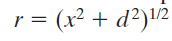 r = (x² + d²)¹/²